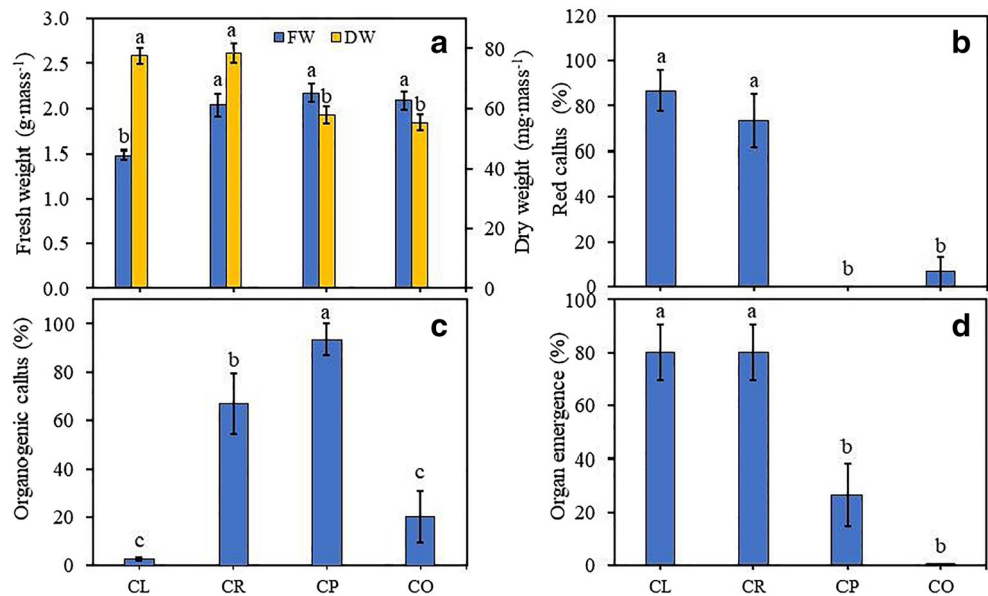 FW DW
a
Fresh weight (g·mass⁻¹)
3.0
2.5
2.0
1.5
1.0
0.5
0.0
b a
a a
a b
a b
80
60
40
20
0
Dry weight (mg·mass⁻¹)
b
Red callus (%)
120
100
80
60
40
20
0
a
a
b
b
c
Organogenic callus (%)
100
80
60
40
20
0
c
b
a
c
CL CR CP CO
d
Organ emergence (%)
100
80
60
40
20
0
a
a
b
b
CL CR CP CO